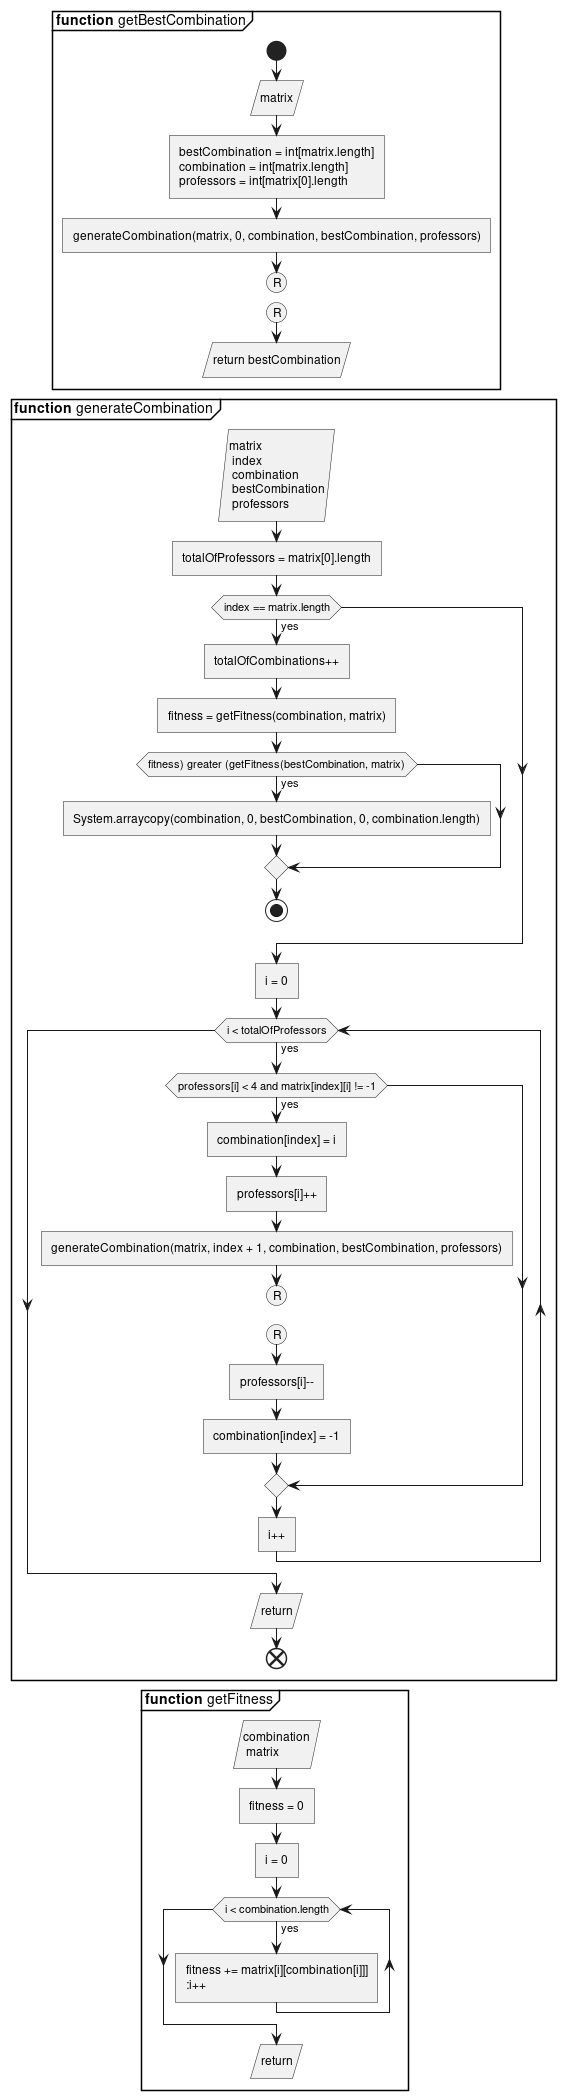 function getBestCombination
matrix
bestCombination = int[matrix.length]
combination = int[matrix.length]
professors = int[matrix[0].length
generateCombination(matrix, 0, combination, bestCombination, professors)
R
R
return bestCombination
function generateCombination
matrix
index
combination
bestCombination
professors
totalOfProfessors = matrix[0].length
index == matrix.length
yes
totalOfCombinations++
fitness = getFitness(combination, matrix)
fitness) greater (getFitness(bestCombination, matrix)
yes
System.arraycopy(combination, 0, bestCombination, 0, combination.length)
i = 0
i < totalOfProfessors
yes
professors[i] < 4 and matrix[index][i] != -1
yes
combination[index] = i
professors[i]++
generateCombination(matrix, index + 1, combination, bestCombination, professors)
R
R
professors[i]--
combination[index] = -1
i++
return
function getFitness
combination
matrix
fitness = 0
i = 0
i < combination.length
yes
fitness += matrix[i][combination[i]]]
:i++
return